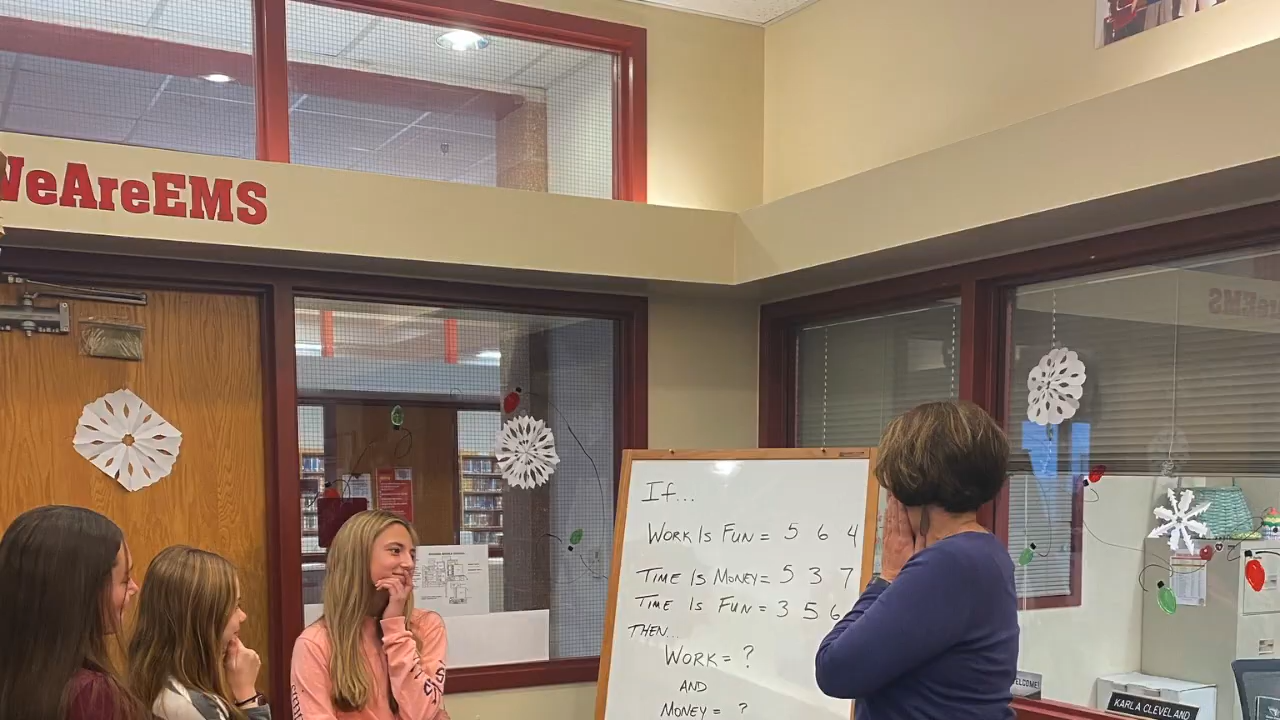 WeAreEMS
If...
WORK IS FUN = 5 6 4
TIME IS MONEY = 5 3 7
TIME IS FUN = 3 5 6
THEN...
WORK = ?
AND
MONEY = ?
KARLA CLEVELAND